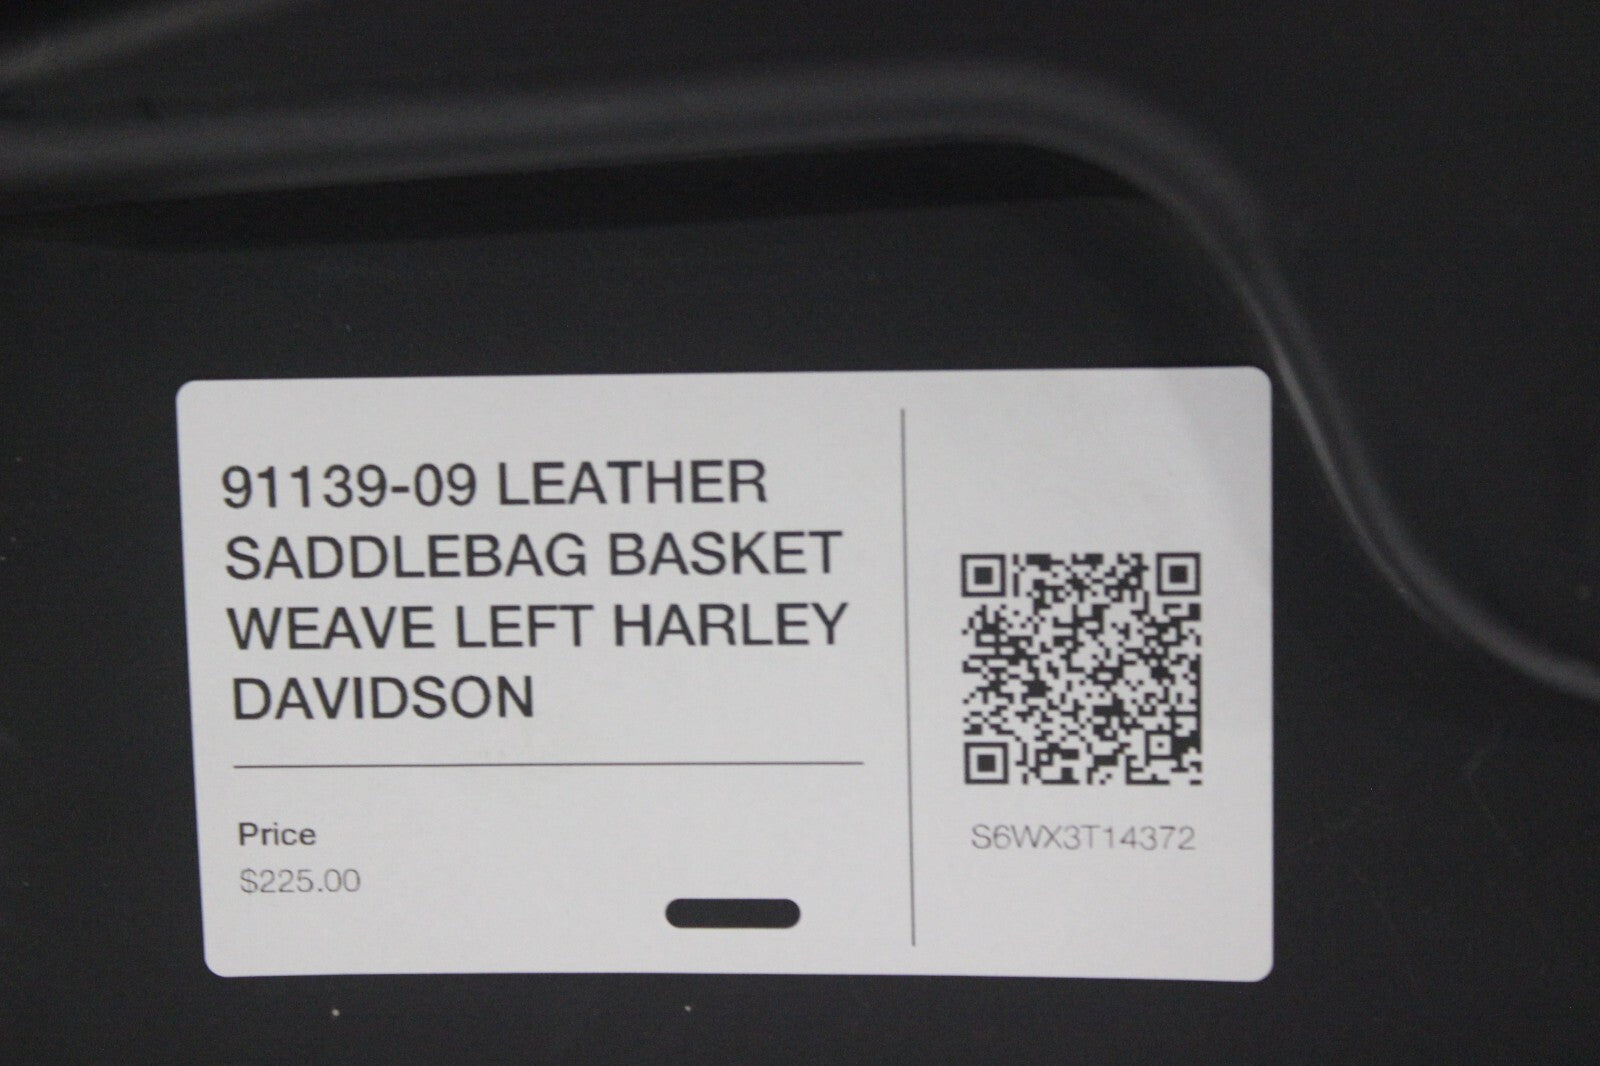 91139-09 LEATHER
SADDLEBAG BASKET
WEAVE LEFT HARLEY
DAVIDSON
Price
$225.00
S6WX3T14372